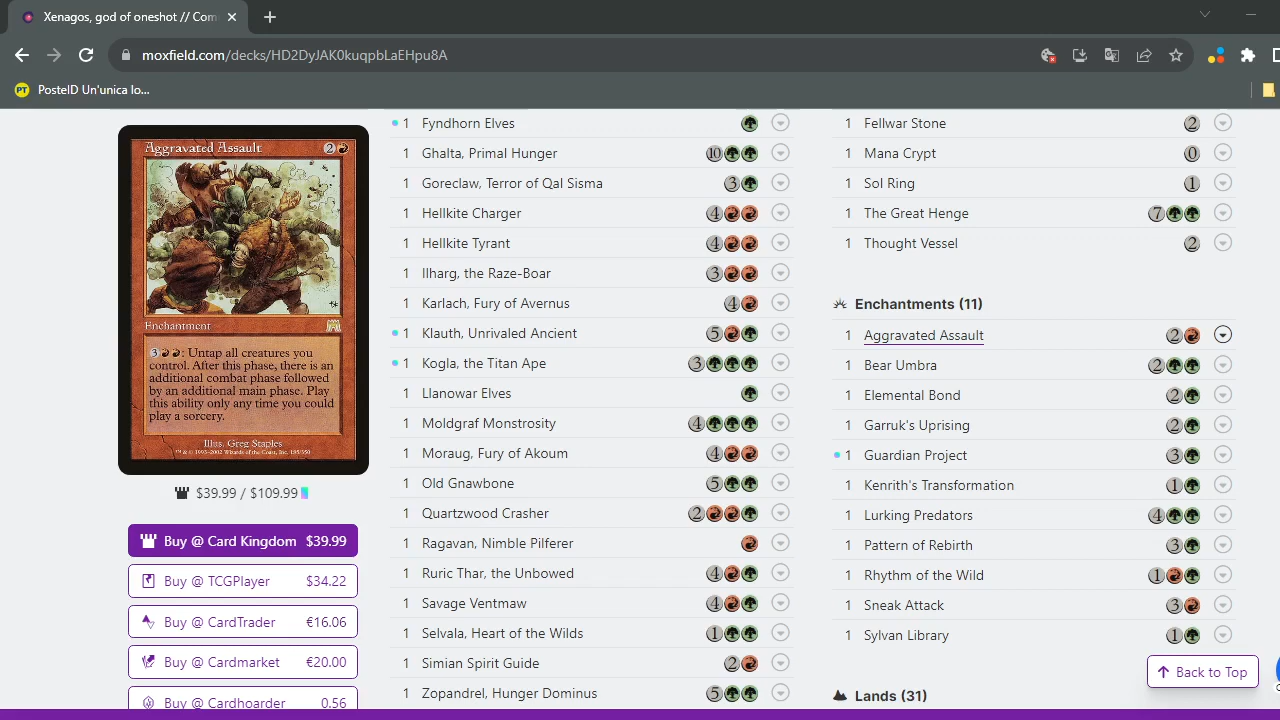 Xenagos, god of oneshot // Com
moxfield.com/decks/HD2DyJAK0kuqpbLaEHpu8A
PT PosteID Un'unica lo...
Aggravated Assault 2
Enchantment
3: Untap all creatures you
control. After this phase, there is an
additional combat phase followed
by an additional main phase. Play
this ability only any time you could
play a sorcery.
Illus. Greg Staples
™ & © 1993-2002 Wizards of the Coast, Inc. 185/350
$39.99 / $109.99
Buy @ Card Kingdom $39.99
Buy @ TCGPlayer $34.22
Buy @ CardTrader €16.06
Buy @ Cardmarket €20.00
Buy @ Cardhoarder 0.56
1 Fyndhorn Elves
1 Ghalta, Primal Hunger 10
1 Goreclaw, Terror of Qal Sisma 3
1 Hellkite Charger 4
1 Hellkite Tyrant 4
1 Ilharg, the Raze-Boar 3
1 Karlach, Fury of Avernus 4
1 Klauth, Unrivaled Ancient 5
1 Kogla, the Titan Ape 3
1 Llanowar Elves
1 Moldgraf Monstrosity 4
1 Moraug, Fury of Akoum 4
1 Old Gnawbone 5
1 Quartzwood Crasher 2
1 Ragavan, Nimble Pilferer
1 Ruric Thar, the Unbowed 4
1 Savage Ventmaw 4
1 Selvala, Heart of the Wilds 1
1 Simian Spirit Guide 2
1 Zopandrel, Hunger Dominus 5
1 Fellwar Stone 2
1 Mana Crypt 0
1 Sol Ring 1
1 The Great Henge 7
1 Thought Vessel 2
Enchantments (11)
1 Aggravated Assault 2
1 Bear Umbra 2
1 Elemental Bond 2
1 Garruk's Uprising 2
1 Guardian Project 3
1 Kenrith's Transformation 1
1 Lurking Predators 4
1 Pattern of Rebirth 3
1 Rhythm of the Wild 1
1 Sneak Attack 3
1 Sylvan Library 1
Back to Top
Lands (31)